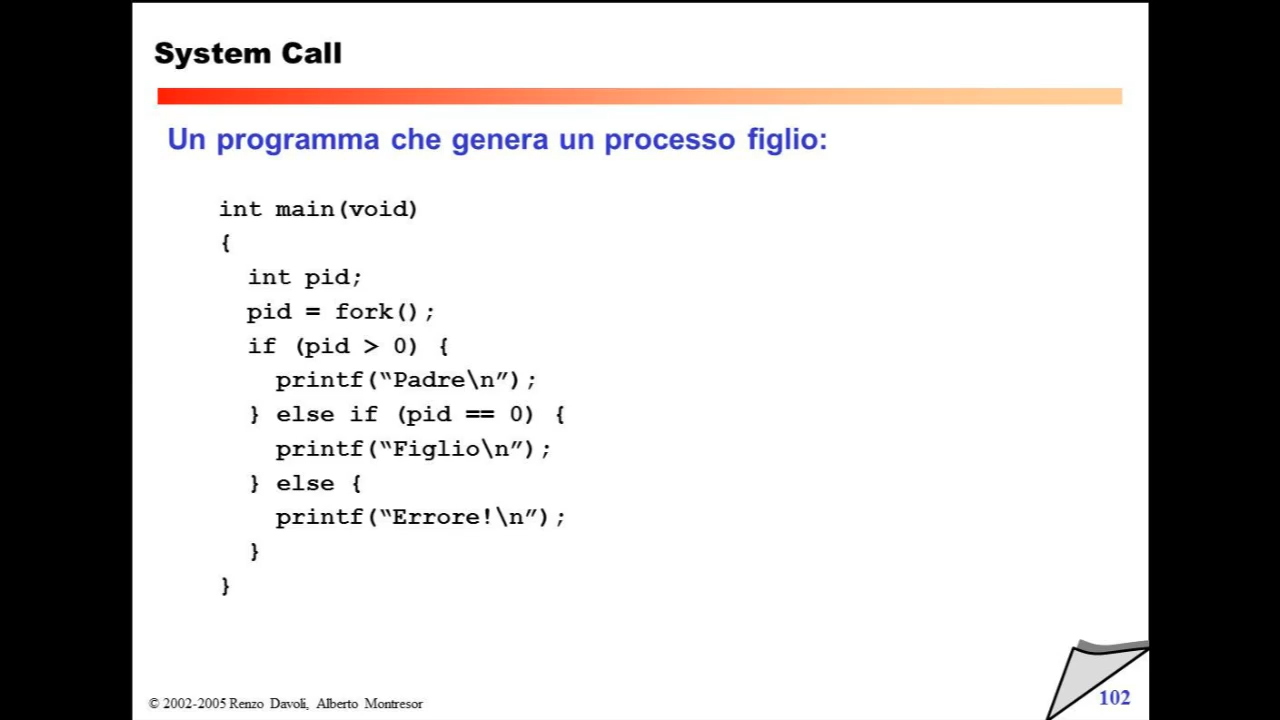 System Call
Un programma che genera un processo figlio:
int main(void)
{
int pid;
pid = fork();
if (pid > 0) {
printf(“Padre\n”);
} else if (pid == 0) {
printf(“Figlio\n”);
} else {
printf(“Errore!\n”);
}
}
© 2002-2005 Renzo Davoli, Alberto Montresor
102